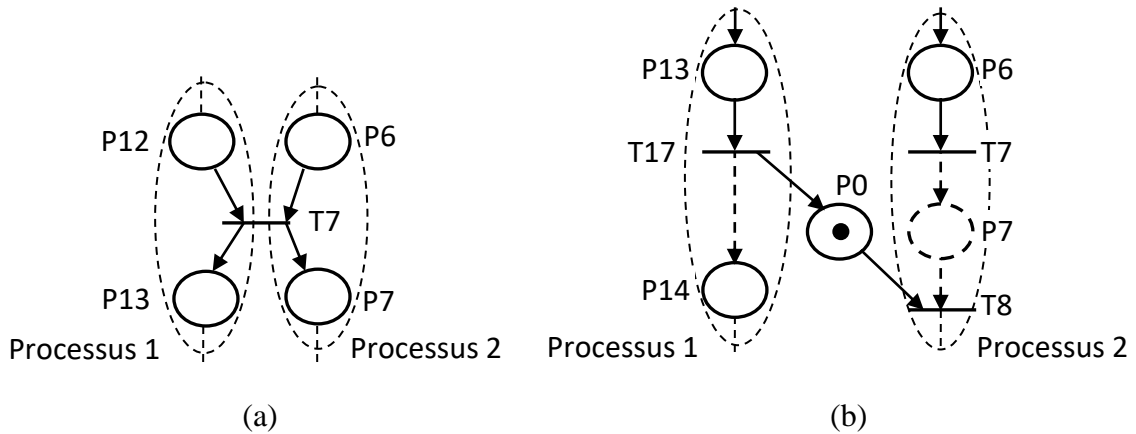 P12
P6
T7
P13
P7
Processus 1
Processus 2
(a)
P13
P6
T17
T7
P0
P7
P14
T8
Processus 1
Processus 2
(b)